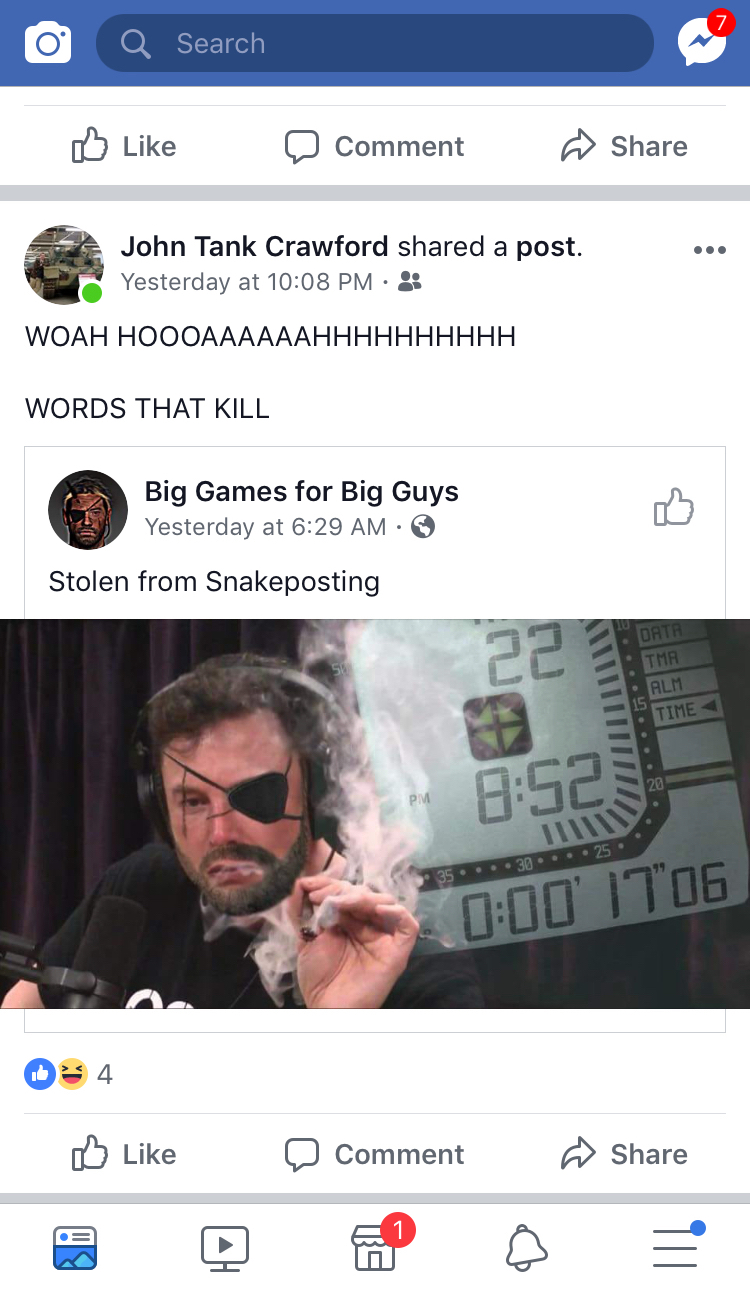 Search
7
Like Comment Share
John Tank Crawford shared a post.
Yesterday at 10:08 PM ·
WOAH HOOOAAAAAAHHHHHHHHHH
WORDS THAT KILL
Big Games for Big Guys
Yesterday at 6:29 AM ·
Stolen from Snakeposting
22
10
DATA
TMR
ALM
15
TIME
50
PM
8:52
20
35
30
25
0:00' 17"06
4
Like Comment Share
1